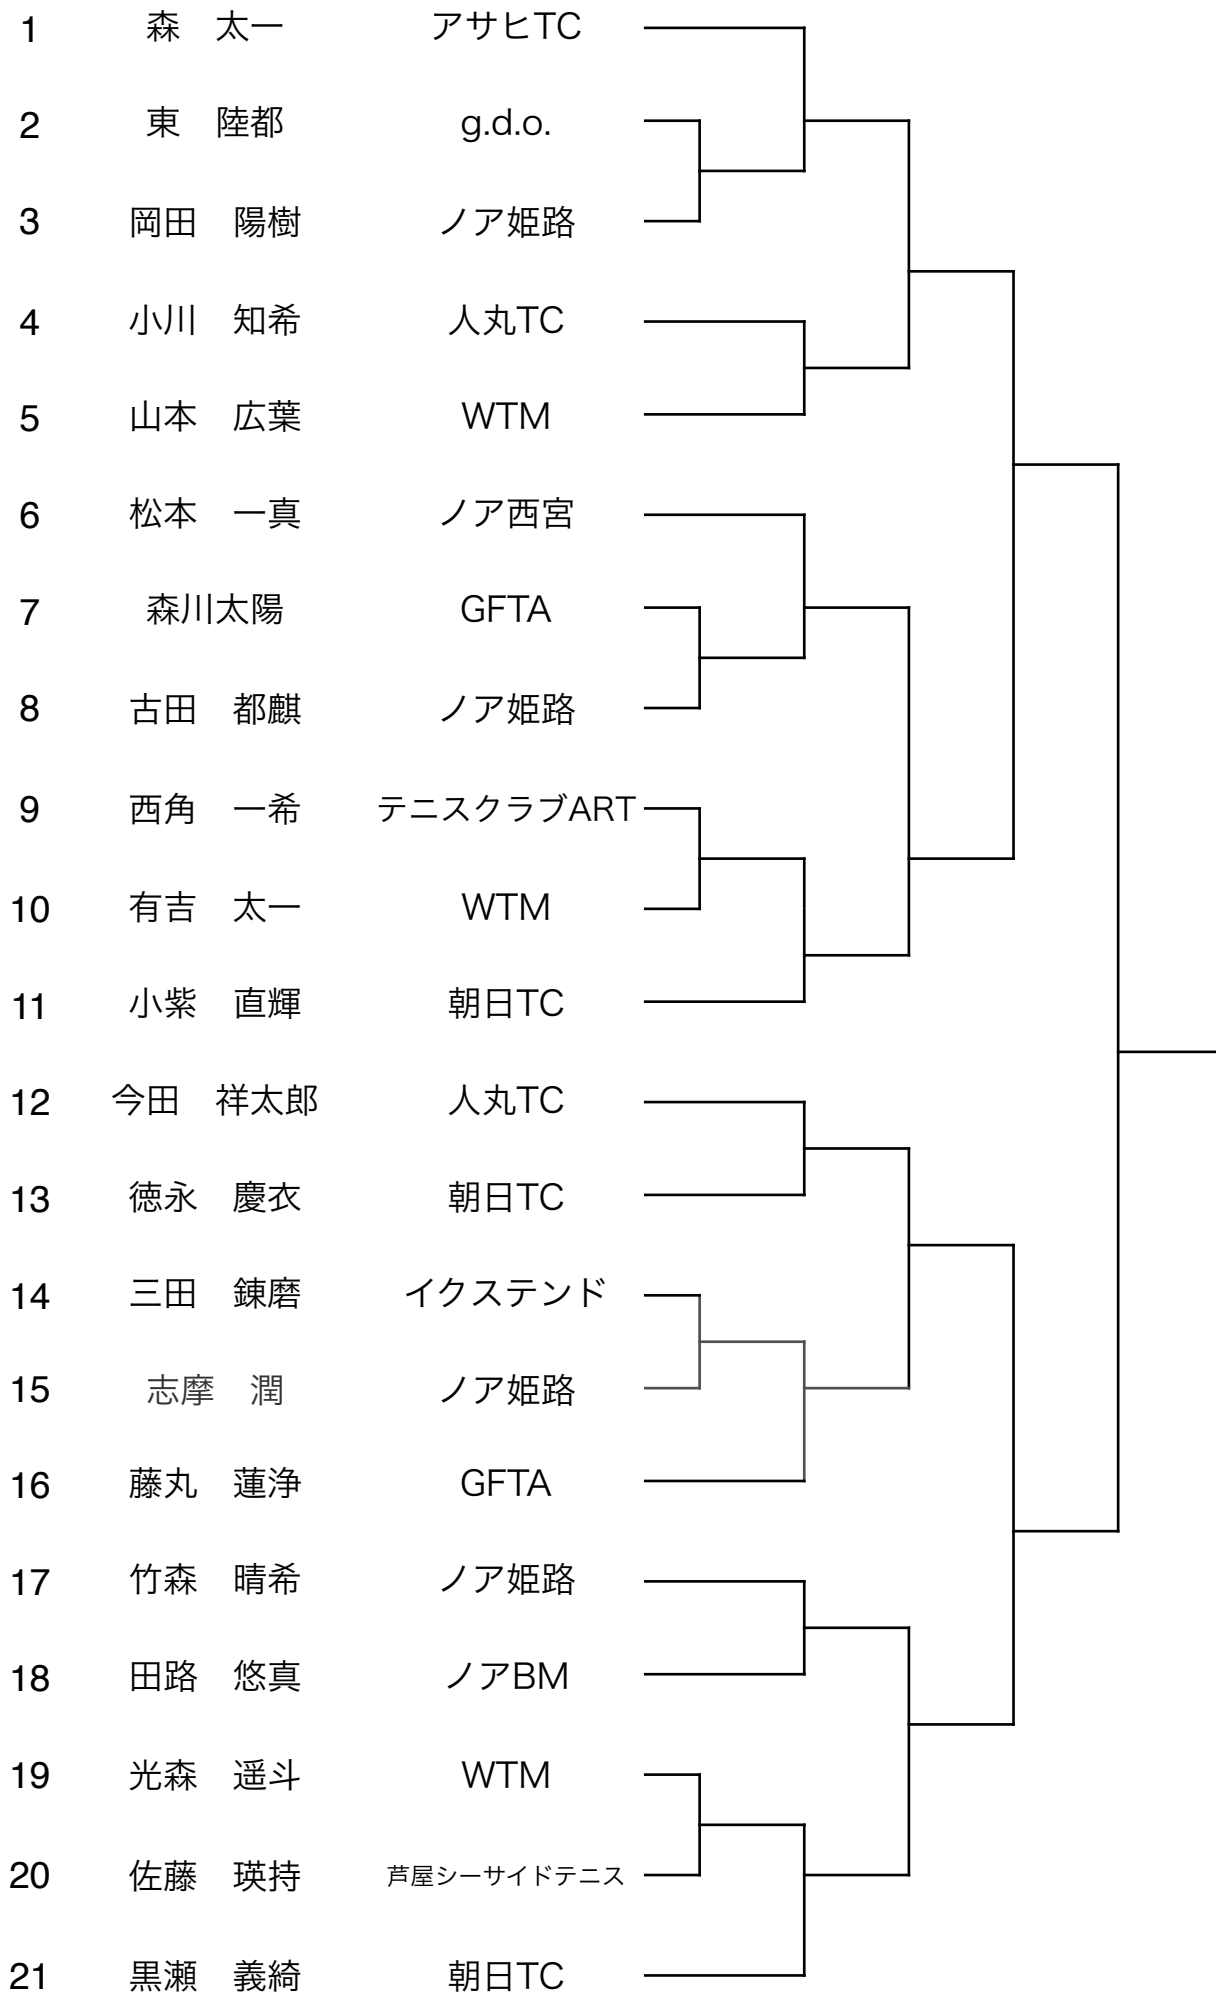 1 森　太一 アサヒTC
2 東　陸都 g.d.o.
3 岡田　陽樹 ノア姫路
4 小川　知希 人丸TC
5 山本　広葉 WTM
6 松本　一真 ノア西宮
7 森川太陽 GFTA
8 古田　都麒 ノア姫路
9 西角　一希 テニスクラブART
10 有吉　太一 WTM
11 小紫　直輝 朝日TC
12 今田　祥太郎 人丸TC
13 徳永　慶衣 朝日TC
14 三田　錬磨 イクステンド
15 志摩　潤 ノア姫路
16 藤丸　蓮浄 GFTA
17 竹森　晴希 ノア姫路
18 田路　悠真 ノアBM
19 光森　遥斗 WTM
20 佐藤　瑛持 芦屋シーサイドテニス
21 黒瀬　義綺 朝日TC